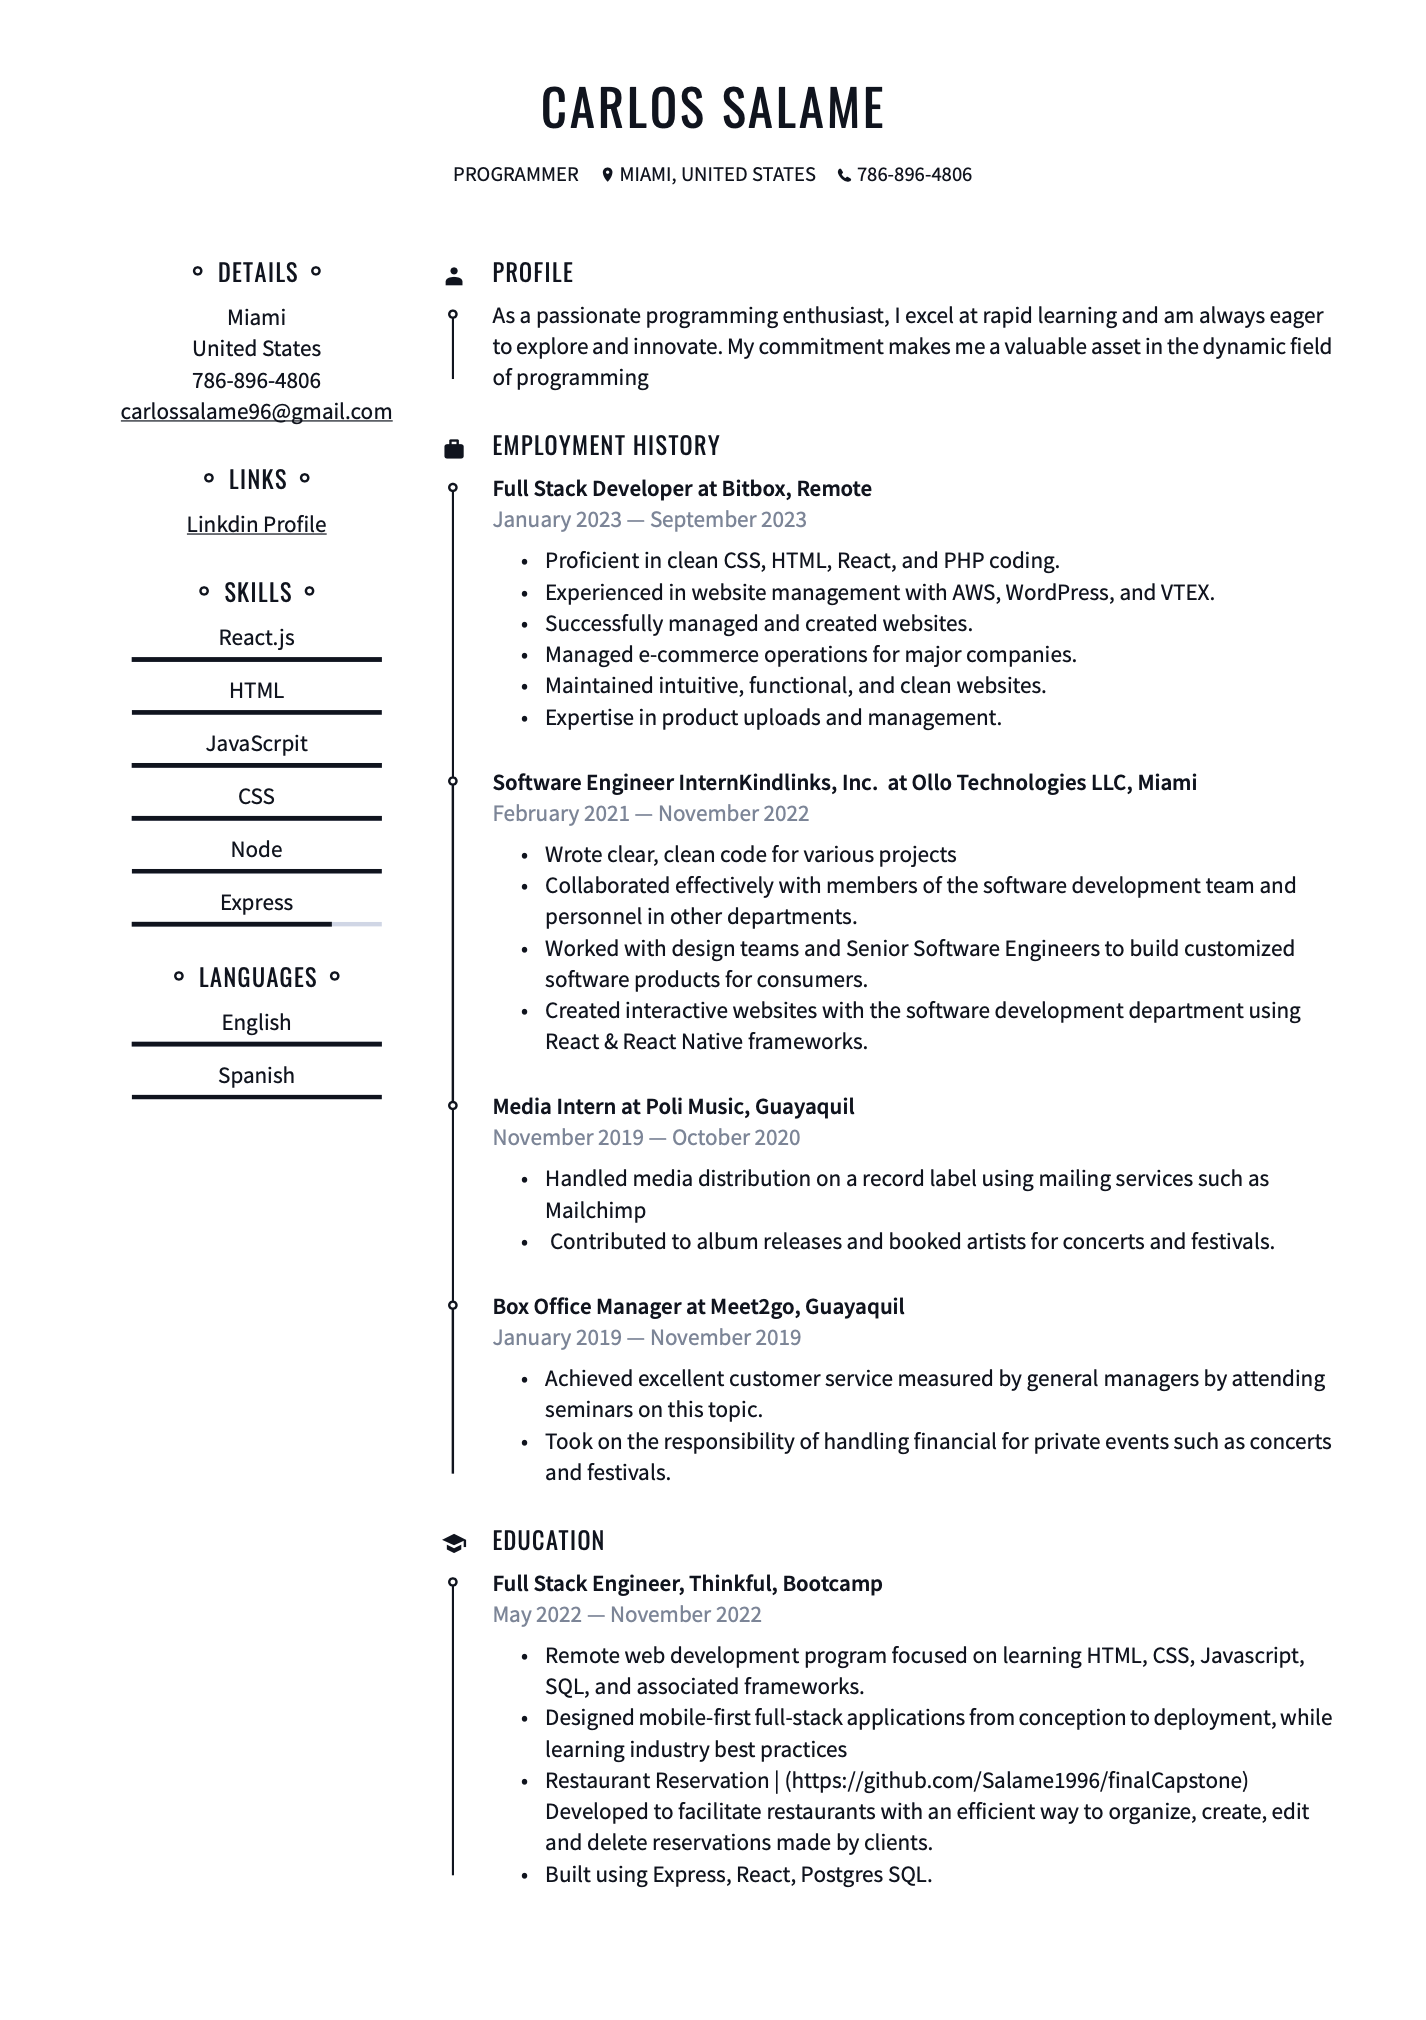 CARLOS SALAME
PROGRAMMER MIAMI, UNITED STATES 786-896-4806
DETAILS
Miami
United States
786-896-4806
carlossalame96@gmail.com
LINKS
Linkdin Profile
SKILLS
React.js
HTML
JavaScrpit
CSS
Node
Express
LANGUAGES
English
Spanish
PROFILE
As a passionate programming enthusiast, I excel at rapid learning and am always eager
to explore and innovate. My commitment makes me a valuable asset in the dynamic field
of programming
EMPLOYMENT HISTORY
Full Stack Developer at Bitbox, Remote
January 2023 — September 2023
• Proficient in clean CSS, HTML, React, and PHP coding.
• Experienced in website management with AWS, WordPress, and VTEX.
• Successfully managed and created websites.
• Managed e-commerce operations for major companies.
• Maintained intuitive, functional, and clean websites.
• Expertise in product uploads and management.
Software Engineer InternKindlinks, Inc.  at Ollo Technologies LLC, Miami
February 2021 — November 2022
• Wrote clear, clean code for various projects
• Collaborated effectively with members of the software development team and
personnel in other departments.
• Worked with design teams and Senior Software Engineers to build customized
software products for consumers.
• Created interactive websites with the software development department using
React & React Native frameworks.
Media Intern at Poli Music, Guayaquil
November 2019 — October 2020
• Handled media distribution on a record label using mailing services such as
Mailchimp
• Contributed to album releases and booked artists for concerts and festivals.
Box Office Manager at Meet2go, Guayaquil
January 2019 — November 2019
• Achieved excellent customer service measured by general managers by attending
seminars on this topic.
• Took on the responsibility of handling financial for private events such as concerts
and festivals.
EDUCATION
Full Stack Engineer, Thinkful, Bootcamp
May 2022 — November 2022
• Remote web development program focused on learning HTML, CSS, Javascript,
SQL, and associated frameworks.
• Designed mobile-first full-stack applications from conception to deployment, while
learning industry best practices
• Restaurant Reservation | (https://github.com/Salame1996/finalCapstone)
Developed to facilitate restaurants with an efficient way to organize, create, edit
and delete reservations made by clients.
• Built using Express, React, Postgres SQL.